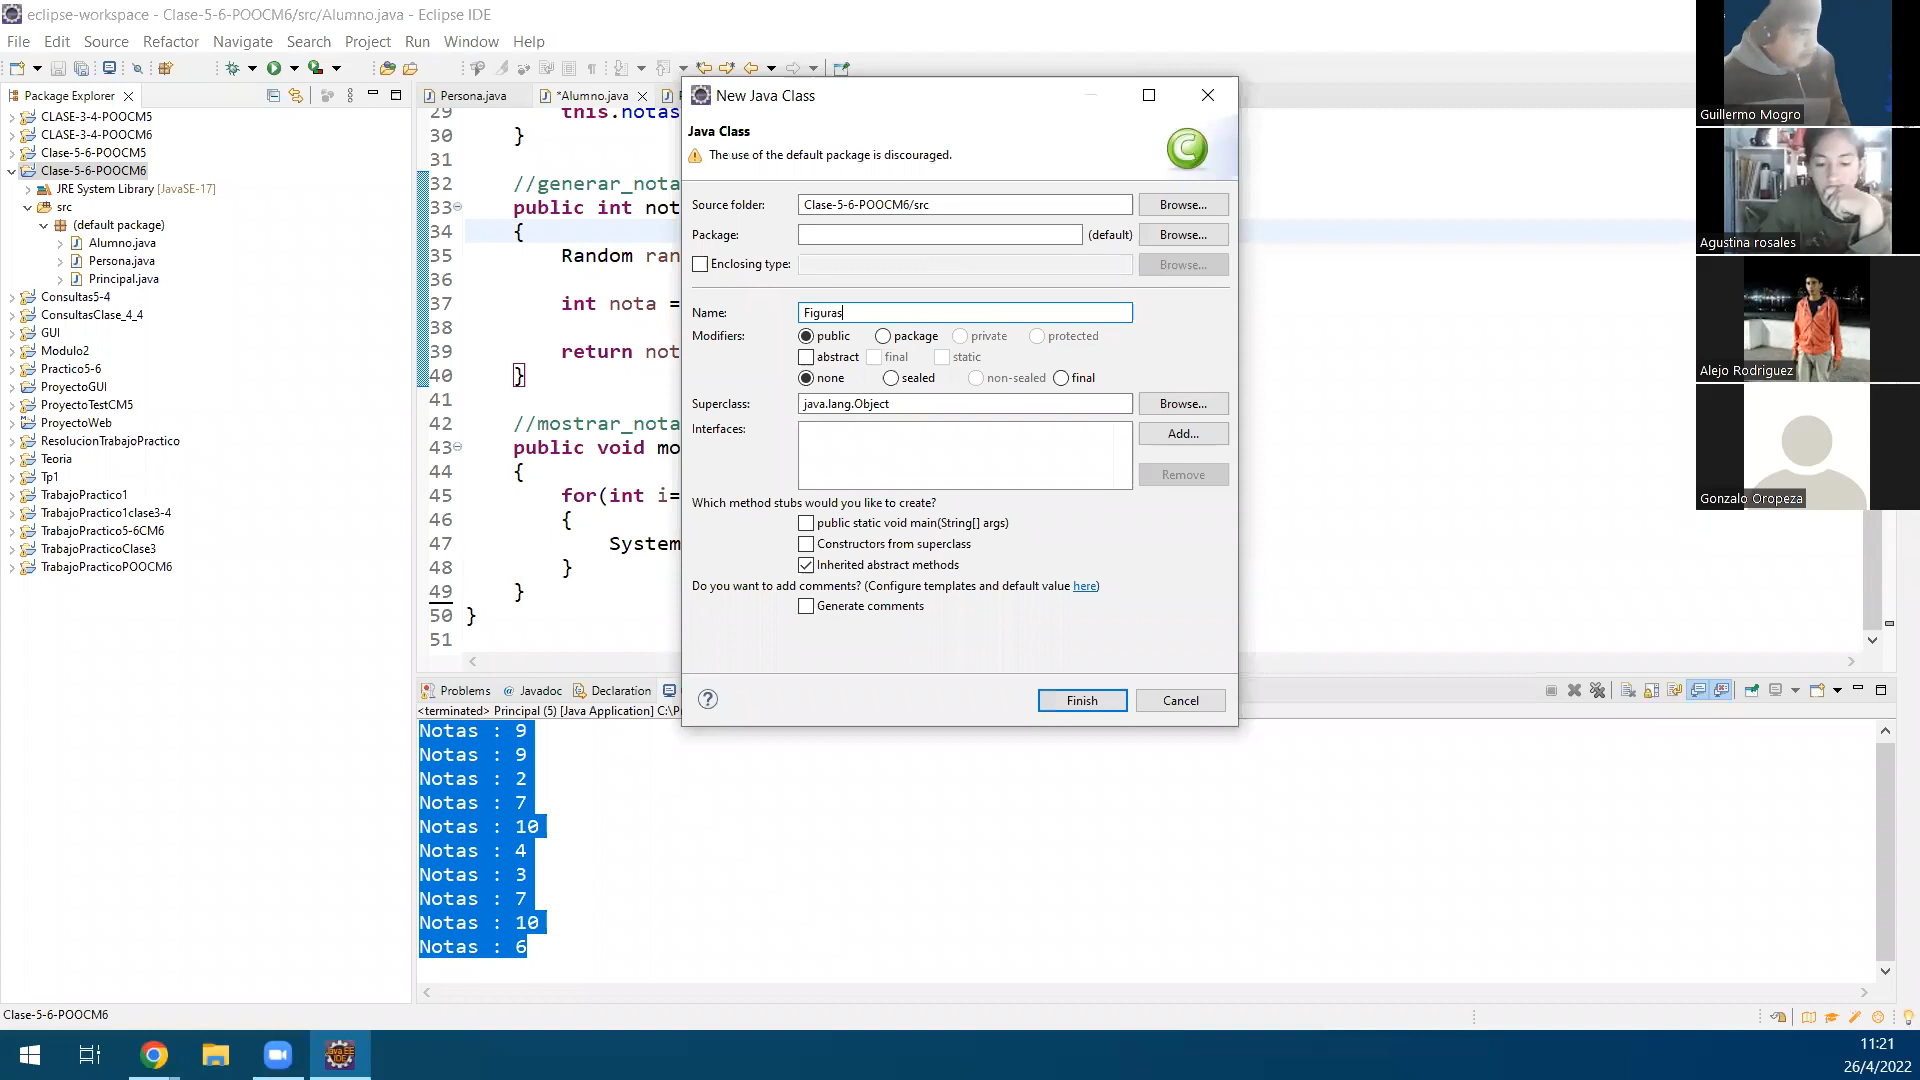 eclipse-workspace - Clase-5-6-POOCM6/src/Alumno.java - Eclipse IDE
File Edit Source Refactor Navigate Search Project Run Window Help
Package Explorer
CLASE-3-4-POOCM5
CLASE-3-4-POOCM6
Clase-5-6-POOCM5
Clase-5-6-POOCM6
JRE System Library [JavaSE-17]
src
(default package)
Alumno.java
Persona.java
Principal.java
Consultas5-4
ConsultasClase_4_4
GUI
Modulo2
Practico5-6
ProyectoGUI
ProyectoTestCM5
ProyectoWeb
ResolucionTrabajoPractico
Teoria
Tp1
TrabajoPractico1
TrabajoPractico1clase3-4
TrabajoPractico5-6CM6
TrabajoPracticoClase3
TrabajoPracticoPOOCM6
Persona.java *Alumno.java
29 this.notas
30 }
31
32 //generar_nota
33 public int not
34 {
35 Random ran
36
37 int nota =
38
39 return not
40 }
41
42 //mostrar_nota
43 public void mo
44 {
45 for(int i=
46 {
47 System
48 }
49 }
50 }
51
New Java Class
Java Class
The use of the default package is discouraged.
C
Source folder: Clase-5-6-POOCM6/src Browse...
Package: (default) Browse...
Enclosing type: Browse...
Name: Figuras
Modifiers: public package private protected
abstract final static
none sealed non-sealed final
Superclass: java.lang.Object Browse...
Interfaces: Add...
Remove
Which method stubs would you like to create?
public static void main(String[] args)
Constructors from superclass
Inherited abstract methods
Do you want to add comments? (Configure templates and default value here)
Generate comments
? Finish Cancel
Problems @ Javadoc Declaration
<terminated> Principal (5) [Java Application] C:\P
Notas : 9
Notas : 9
Notas : 2
Notas : 7
Notas : 10
Notas : 4
Notas : 3
Notas : 7
Notas : 10
Notas : 6
Clase-5-6-POOCM6
Guillermo Mogro
Agustina rosales
Alejo Rodriguez
Gonzalo Oropeza
Java EE
IDE
11:21
26/4/2022